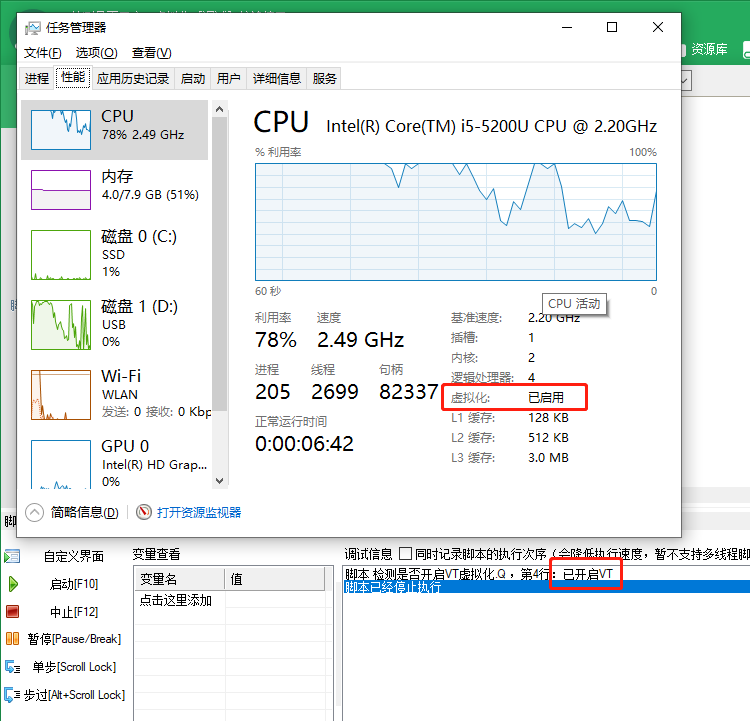 任务管理器
文件(F) 选项(O) 查看(V)
进程 性能 应用历史记录 启动 用户 详细信息 服务
资源库
CPU
78% 2.49 GHz
内存
4.0/7.9 GB (51%)
磁盘 0 (C:)
SSD
1%
磁盘 1 (D:)
USB
0%
Wi-Fi
WLAN
发送: 0 接收: 0 Kbp
GPU 0
Intel(R) HD Grap...
0%
CPU Intel(R) Core(TM) i5-5200U CPU @ 2.20GHz
% 利用率 100%
60 秒 0
CPU 活动
利用率 速度
78% 2.49 GHz
进程 线程 句柄
205 2699 82337
正常运行时间
0:00:06:42
基准速度: 2.20 GHz
插槽: 1
内核: 2
逻辑处理器: 4
虚拟化: 已启用
L1 缓存: 128 KB
L2 缓存: 512 KB
L3 缓存: 3.0 MB
简略信息(D) 打开资源监视器
脚
自定义界面
启动[F10]
中止[F12]
暂停[Pause/Break]
单步[Scroll Lock]
步过[Alt+Scroll Lock]
变量查看
变量名 值
点击这里添加
调试信息 同时记录脚本的执行次序（会降低执行速度，暂不支持多线程脚
脚本 检测是否开启VT虚拟化.Q ，第4行：已开启VT
脚本已经停止执行